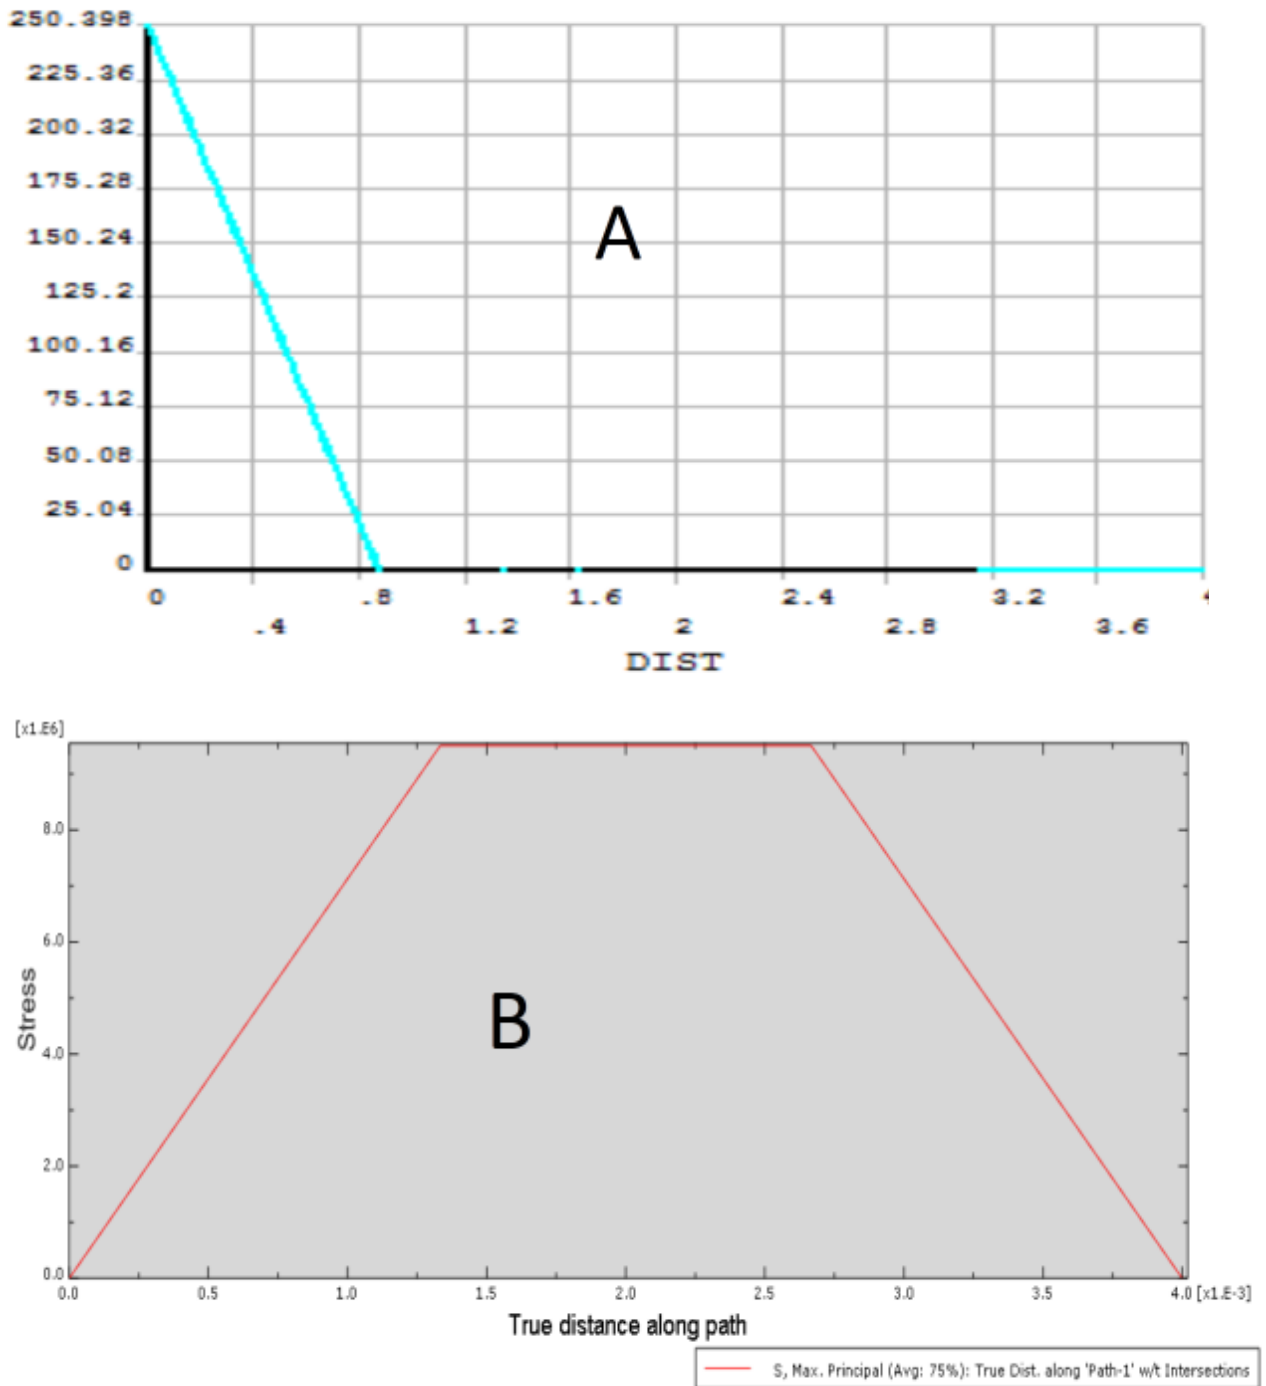 250.398
225.36
200.32
175.28
150.24
125.2
100.16
75.12
50.08
25.04
0
A
0 .8 1.6 2.4 3.2
.4 1.2 2 2.8 3.6
DIST
[x1.E6]
8.0
6.0
4.0
2.0
0.0
Stress
B
0.0 0.5 1.0 1.5 2.0 2.5 3.0 3.5 4.0 [x1.E-3]
True distance along path
S, Max. Principal (Avg: 75%): True Dist. along 'Path-1' w/t Intersections